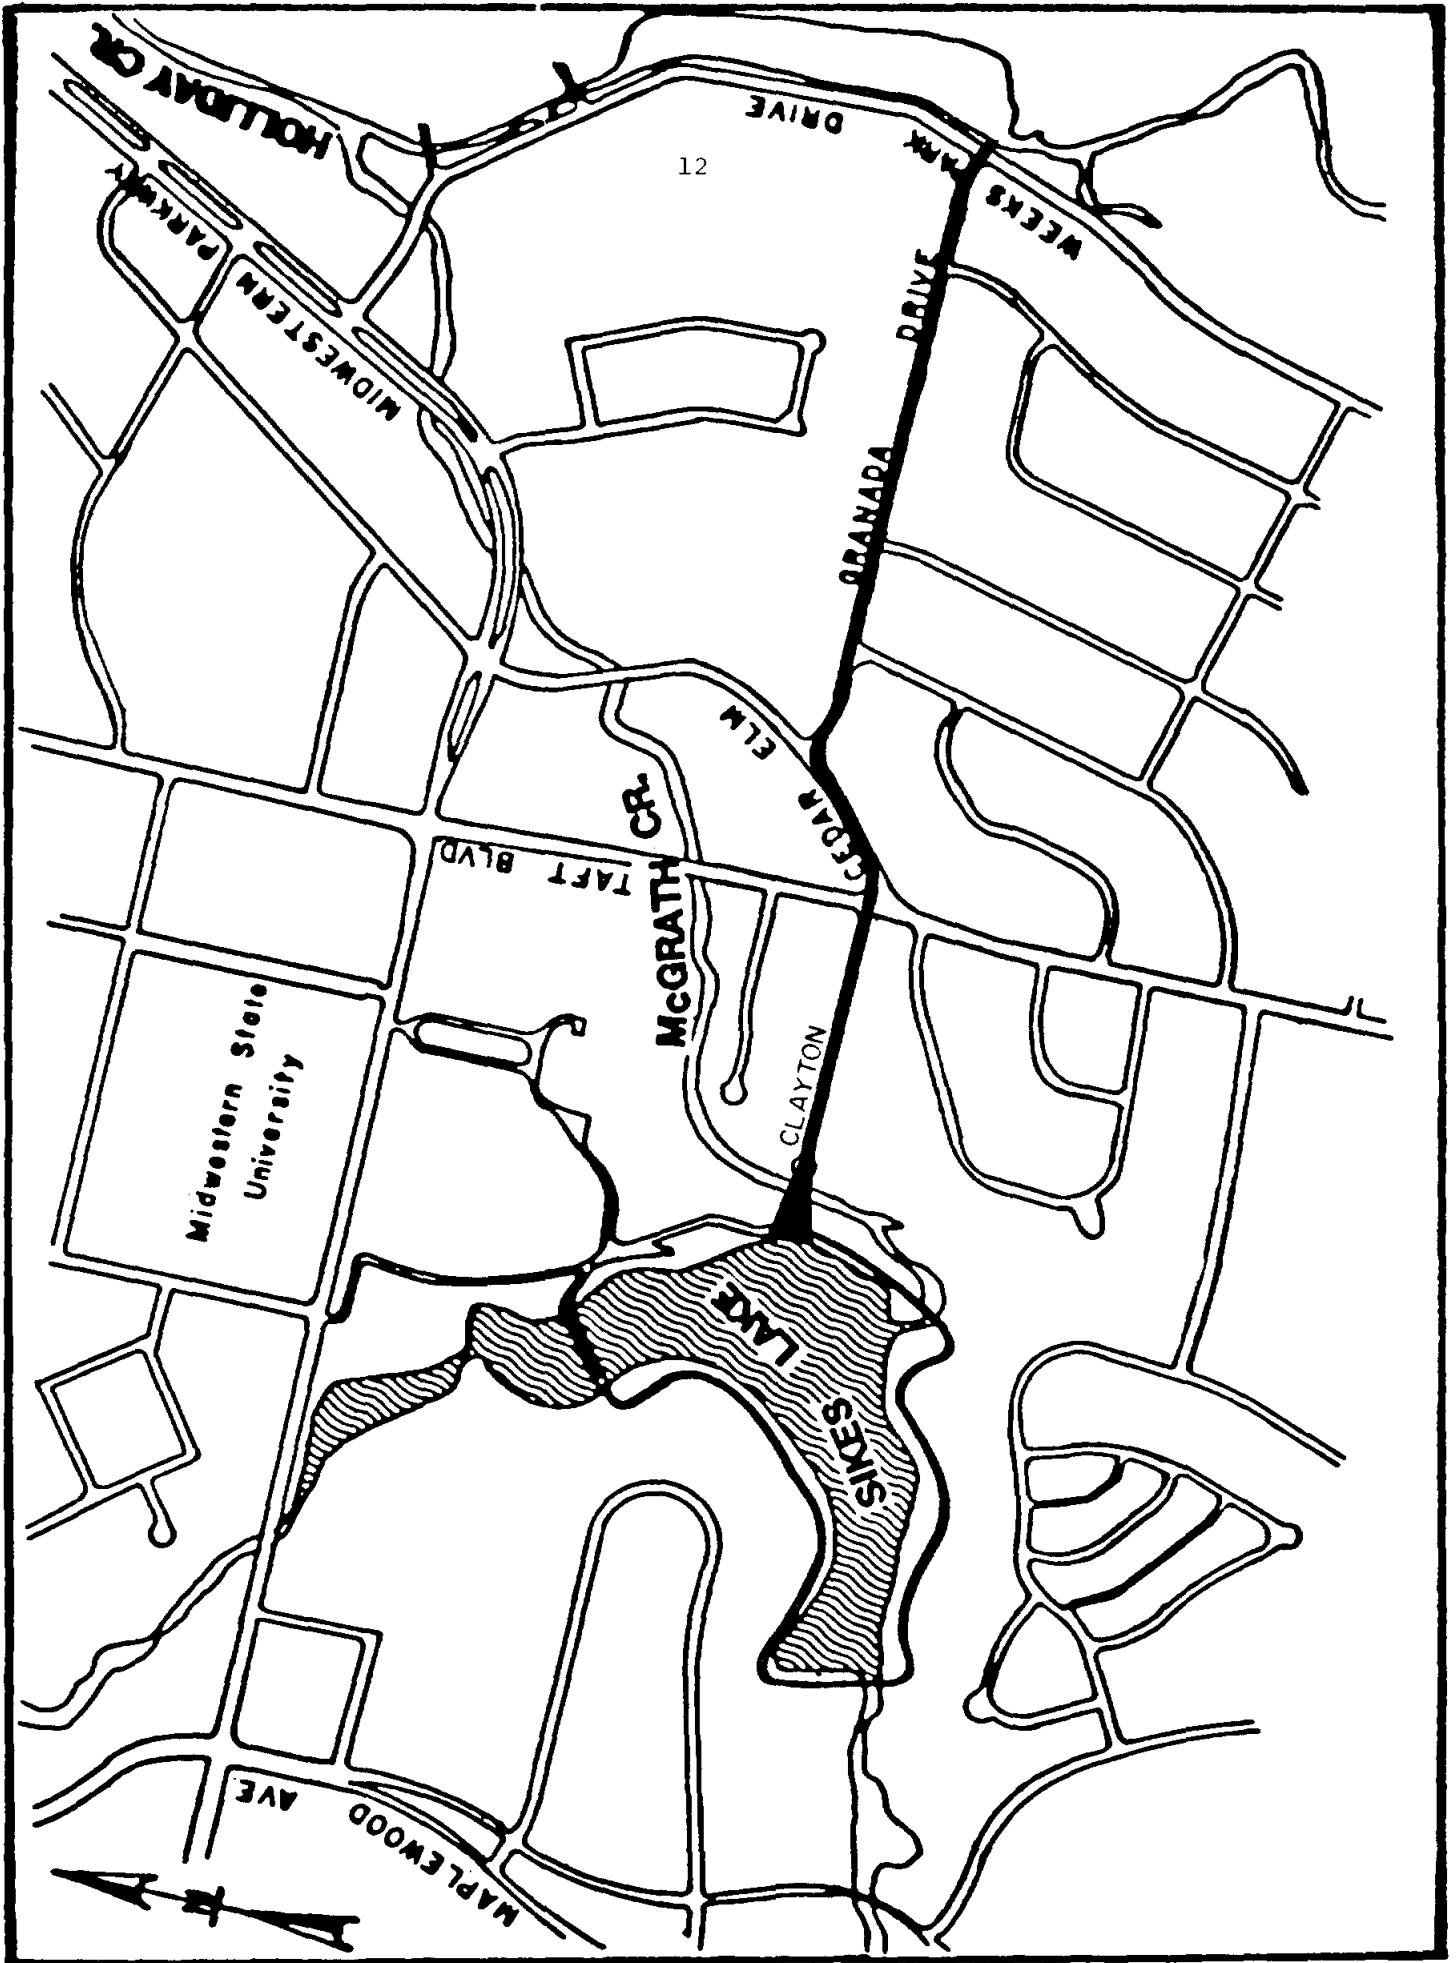 HOLLIDAY CR.
12
WEEKS PARK DRIVE
MIDWESTERN PARKWAY
GRANADA DRIVE
CEDAR ELM
McGRATH CR.
TAFT BLVD
CLAYTON
Midwestern State
University
SIKES LAKE
MAPLEWOOD AVE
N